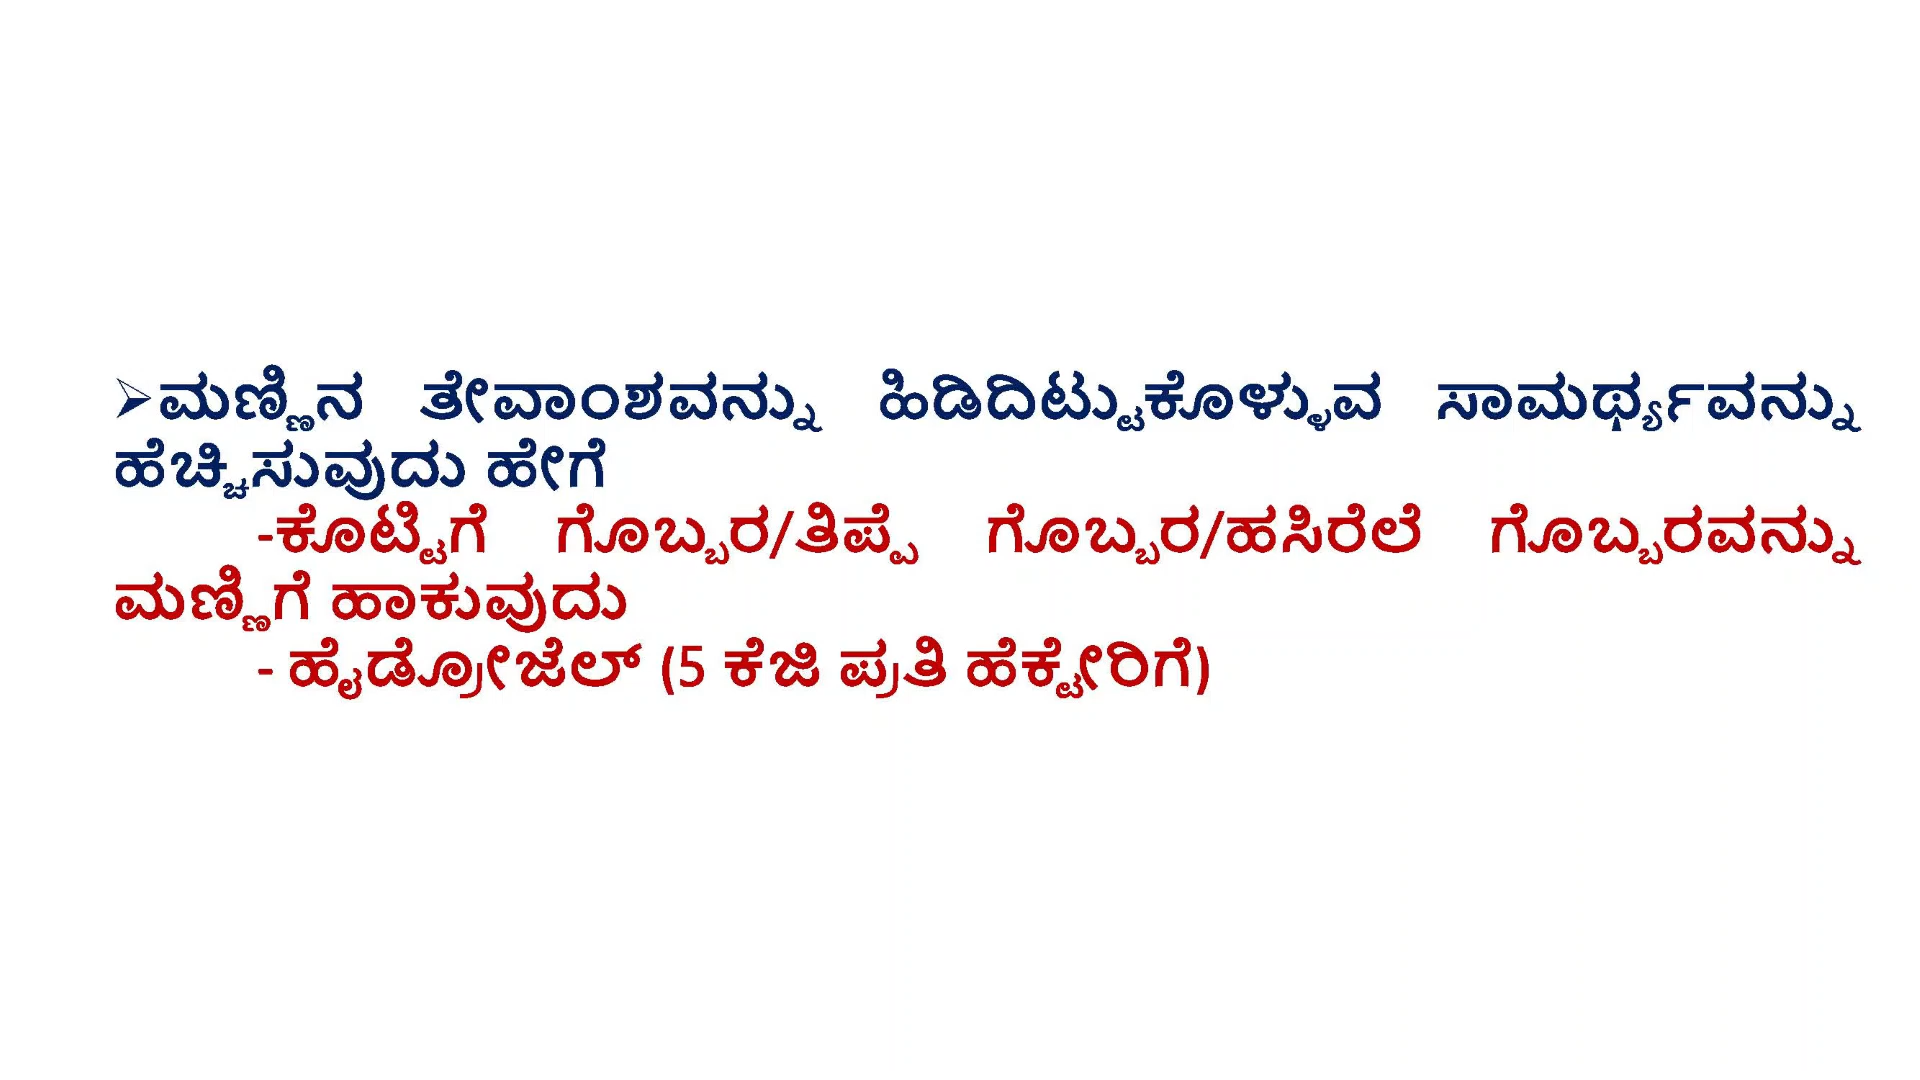 ➢ಮಣ್ಣಿನ ತೇವಾಂಶವನ್ನು ಹಿಡಿದಿಟ್ಟುಕೊಳ್ಳುವ ಸಾಮರ್ಥ್ಯವನ್ನು
ಹೆಚ್ಚಿಸುವುದು ಹೇಗೆ
-ಕೊಟ್ಟಿಗೆ ಗೊಬ್ಬರ/ತಿಪ್ಪೆ ಗೊಬ್ಬರ/ಹಸಿರೆಲೆ ಗೊಬ್ಬರವನ್ನು
ಮಣ್ಣಿಗೆ ಹಾಕುವುದು
- ಹೈಡ್ರೋಜೆಲ್ (5 ಕೆಜಿ ಪ್ರತಿ ಹೆಕ್ಟೇರಿಗೆ)